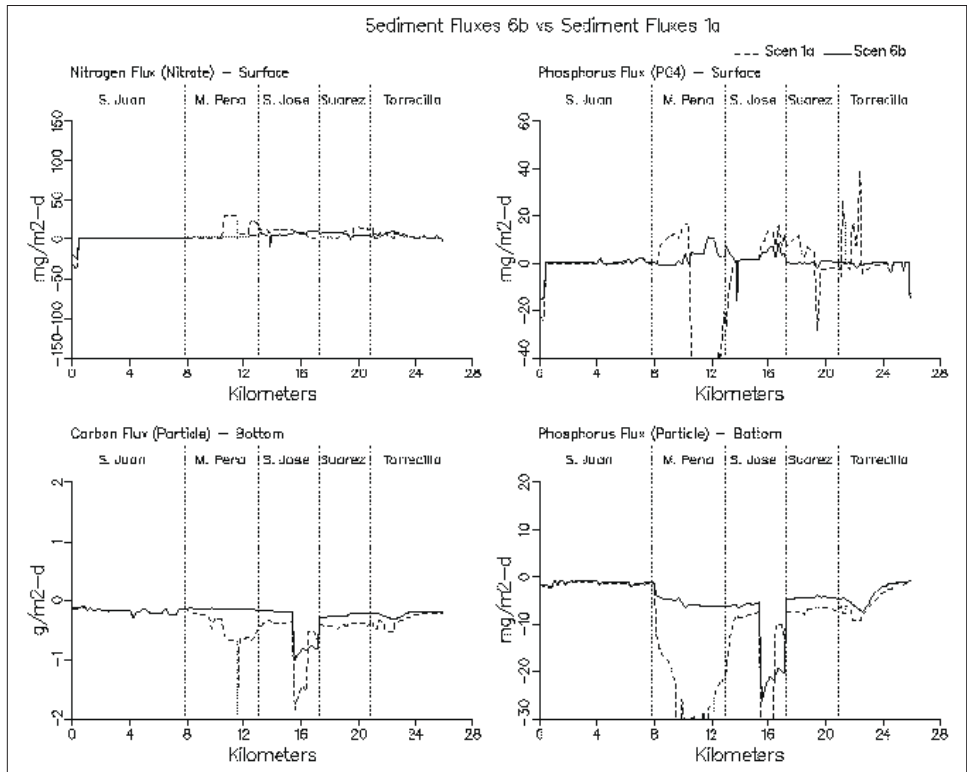 Sediment Fluxes 6b vs Sediment Fluxes 1a
Scen 1a
Scen 6b
Nitrogen Flux (Nitrate) – Surface
S. Juan M. Pena S. Jose Suarez Torrecilla
mg/m2-d
150
100
50
0
-50
-100
-150
0 4 8 12 16 20 24 28
Kilometers
Phosphorus Flux (PO4) – Surface
S. Juan M. Pena S. Jose Suarez Torrecilla
mg/m2-d
60
40
20
0
-20
-40
0 4 8 12 16 20 24 28
Kilometers
Carbon Flux (Particle) – Bottom
S. Juan M. Pena S. Jose Suarez Torrecilla
g/m2-d
2
1
0
-1
-2
0 4 8 12 16 20 24 28
Kilometers
Phosphorus Flux (Particle) – Bottom
S. Juan M. Pena S. Jose Suarez Torrecilla
mg/m2-d
20
10
0
-10
-20
-30
0 4 8 12 16 20 24 28
Kilometers